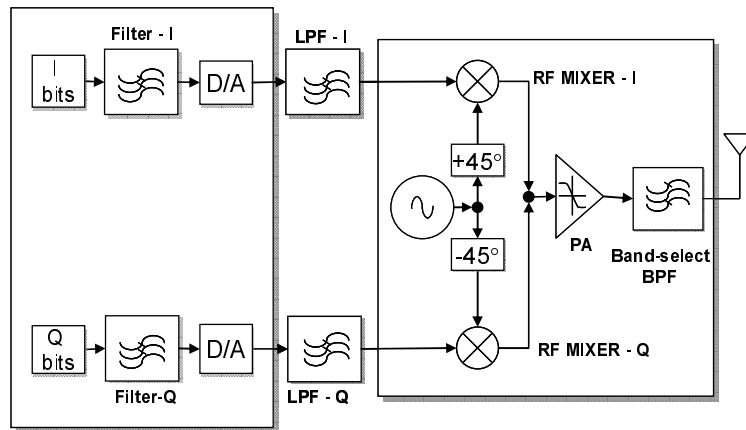 Filter - I
LPF - I
I
bits
D/A
RF MIXER - I
+45°
PA
Band-select
BPF
-45°
Q
bits
D/A
RF MIXER - Q
Filter-Q
LPF - Q